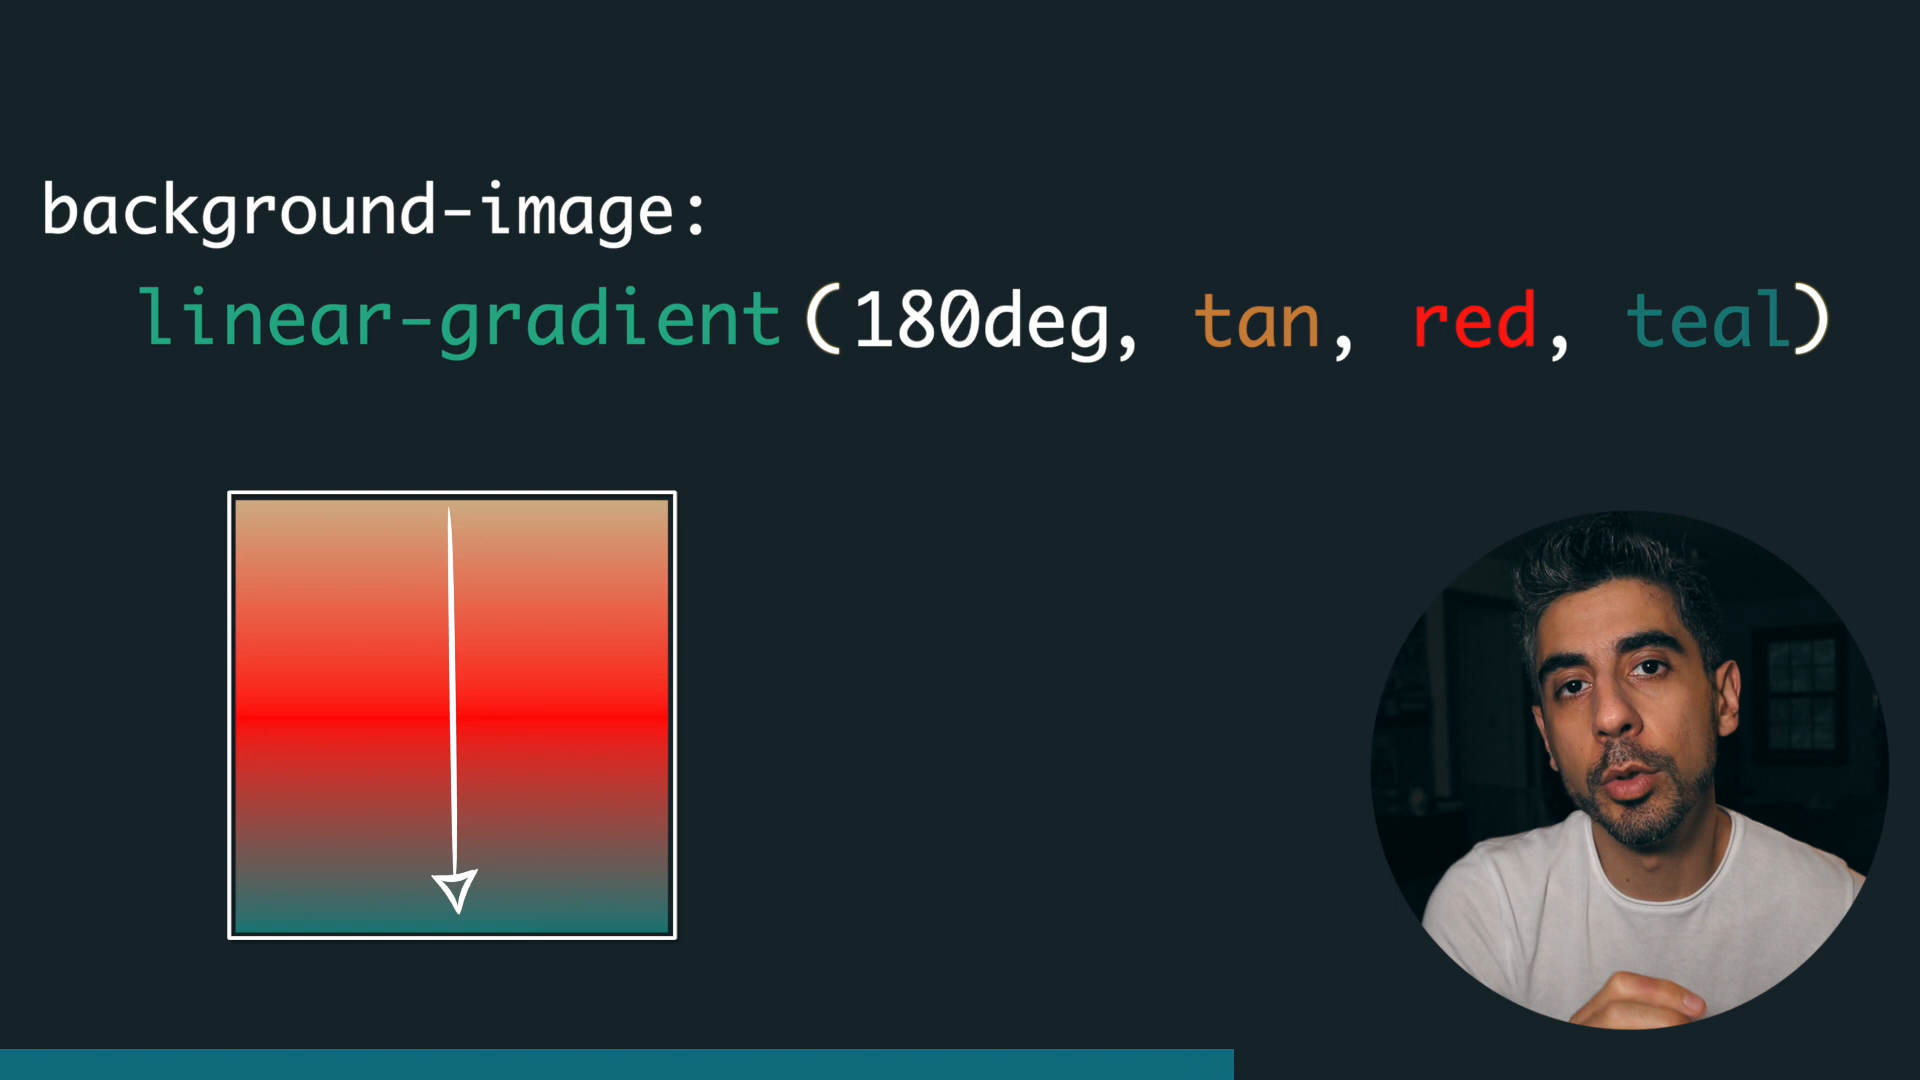 background-image:
linear-gradient(180deg, tan, red, teal)